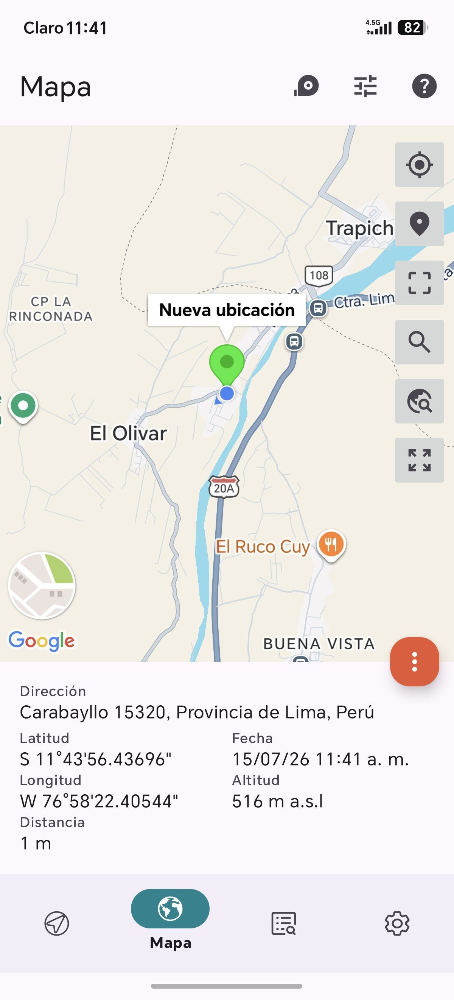 Claro 11:41
4.5G
82
Mapa
Trapich
108
CP LA
RINCONADA
Ctra. Lim
Nueva ubicación
El Olivar
20A
El Ruco Cuy
Google
BUENA VISTA
Dirección
Carabayllo 15320, Provincia de Lima, Perú
Latitud
S 11°43'56.43696"
Fecha
15/07/26 11:41 a. m.
Longitud
W 76°58'22.40544"
Altitud
516 m a.s.l
Distancia
1 m
Mapa